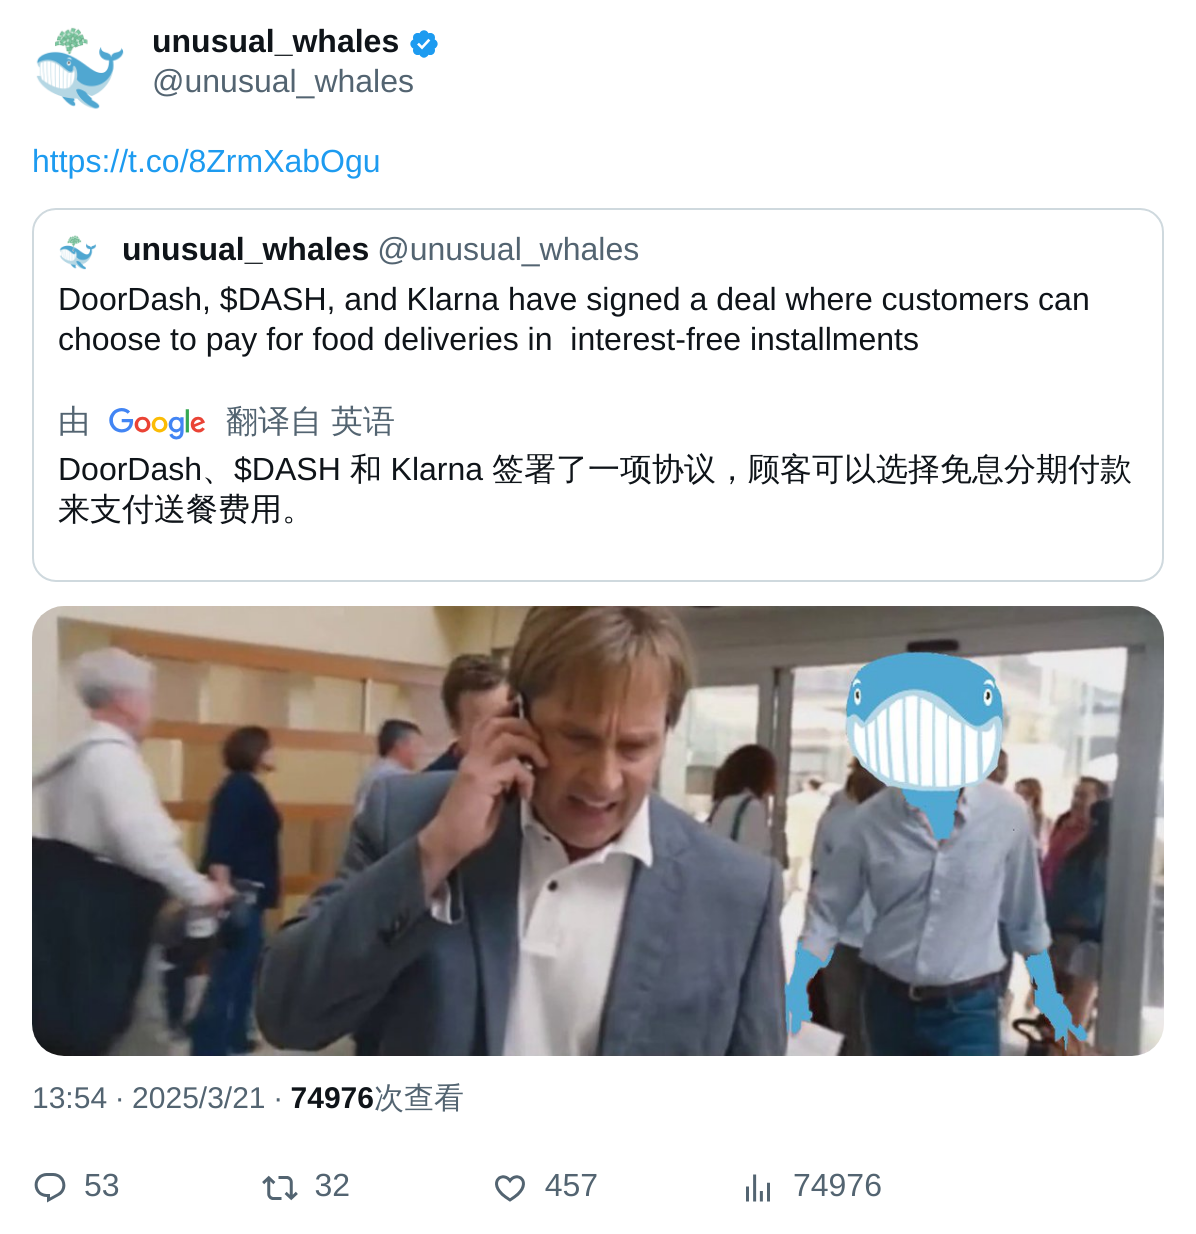 unusual_whales
@unusual_whales
https://t.co/8ZrmXabOgu
unusual_whales @unusual_whales
DoorDash, $DASH, and Klarna have signed a deal where customers can
choose to pay for food deliveries in  interest-free installments
由 Google 翻译自 英语
DoorDash、$DASH 和 Klarna 签署了一项协议，顾客可以选择免息分期付款
来支付送餐费用。
13:54 · 2025/3/21 · 74976次查看
53 32 457 74976